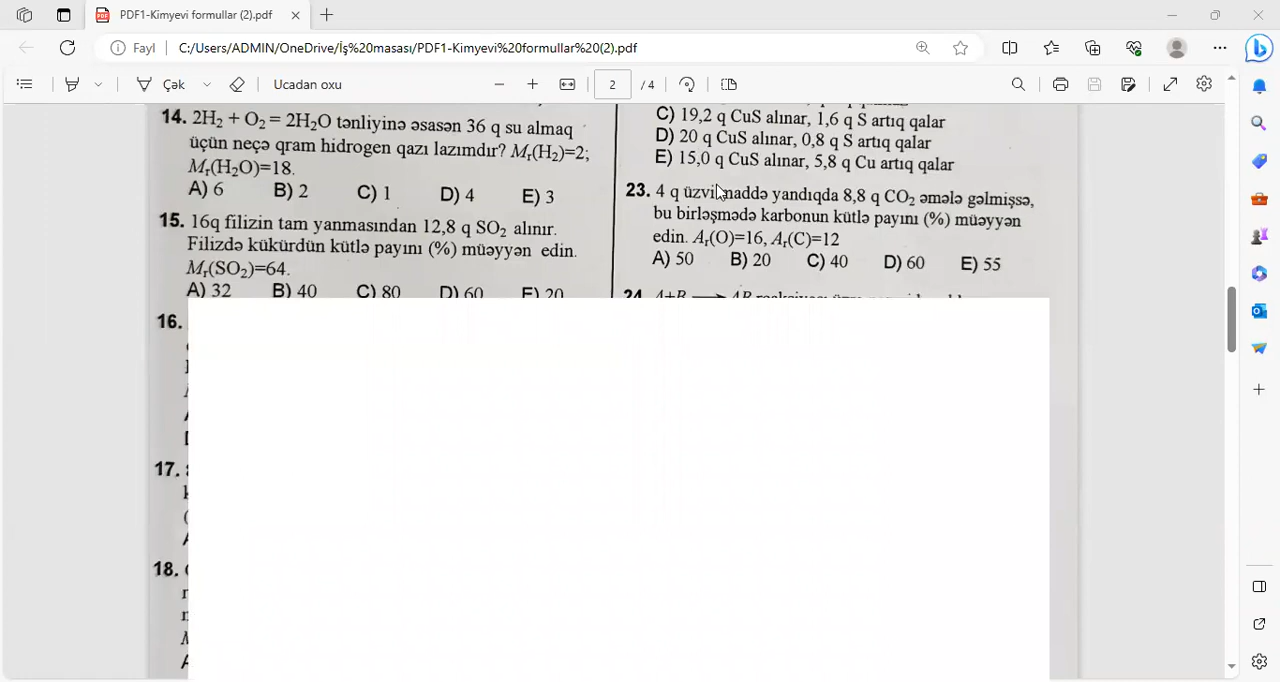 PDF1-Kimyevi formullar (2).pdf
Fayl
C:/Users/ADMIN/OneDrive/İş%20masası/PDF1-Kimyevi%20formullar%20(2).pdf
Çək
Ucadan oxu
2
/ 4
14. 2H₂ + O₂ = 2H₂O tənliyinə əsasən 36 q su almaq
üçün neçə qram hidrogen qazı lazımdır? Mᵣ(H₂)=2;
Mᵣ(H₂O)=18.
A) 6 B) 2 C) 1 D) 4 E) 3
15. 16q filizin tam yanmasından 12,8 q SO₂ alınır.
Filizdə kükürdün kütlə payını (%) müəyyən edin.
Mᵣ(SO₂)=64.
A) 32 B) 40 C) 80 D) 60 E) 20
16.
17.
18.
C) 19,2 q CuS alınar, 1,6 q S artıq qalar
D) 20 q CuS alınar, 0,8 q S artıq qalar
E) 15,0 q CuS alınar, 5,8 q Cu artıq qalar
23. 4 q üzvi maddə yandıqda 8,8 q CO₂ əmələ gəlmişsə,
bu birləşmədə karbonun kütlə payını (%) müəyyən
edin. Aᵣ(O)=16, Aᵣ(C)=12
A) 50 B) 20 C) 40 D) 60 E) 55
24. A+B